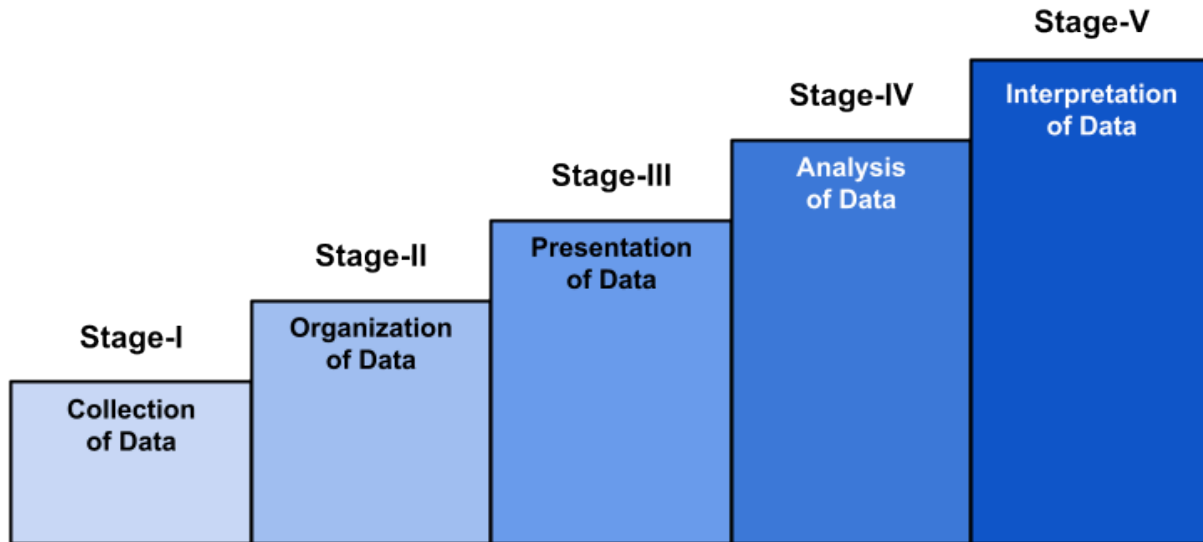 Stage-I
Collection
of Data
Stage-II
Organization
of Data
Stage-III
Presentation
of Data
Stage-IV
Analysis
of Data
Stage-V
Interpretation
of Data